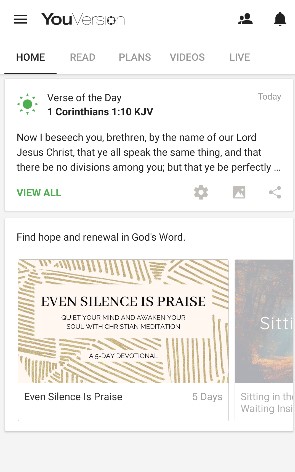 YouVersion
HOME READ PLANS VIDEOS LIVE
Verse of the Day Today
1 Corinthians 1:10 KJV
Now I beseech you, brethren, by the name of our Lord
Jesus Christ, that ye all speak the same thing, and that
there be no divisions among you; but that ye be perfectly ...
VIEW ALL
Find hope and renewal in God's Word.
EVEN SILENCE IS PRAISE
QUIET YOUR MIND AND AWAKEN YOUR
SOUL WITH CHRISTIAN MEDITATION
A 5-DAY DEVOTIONAL
Even Silence Is Praise 5 Days
Sitti
Sitting in the
Waiting Insi